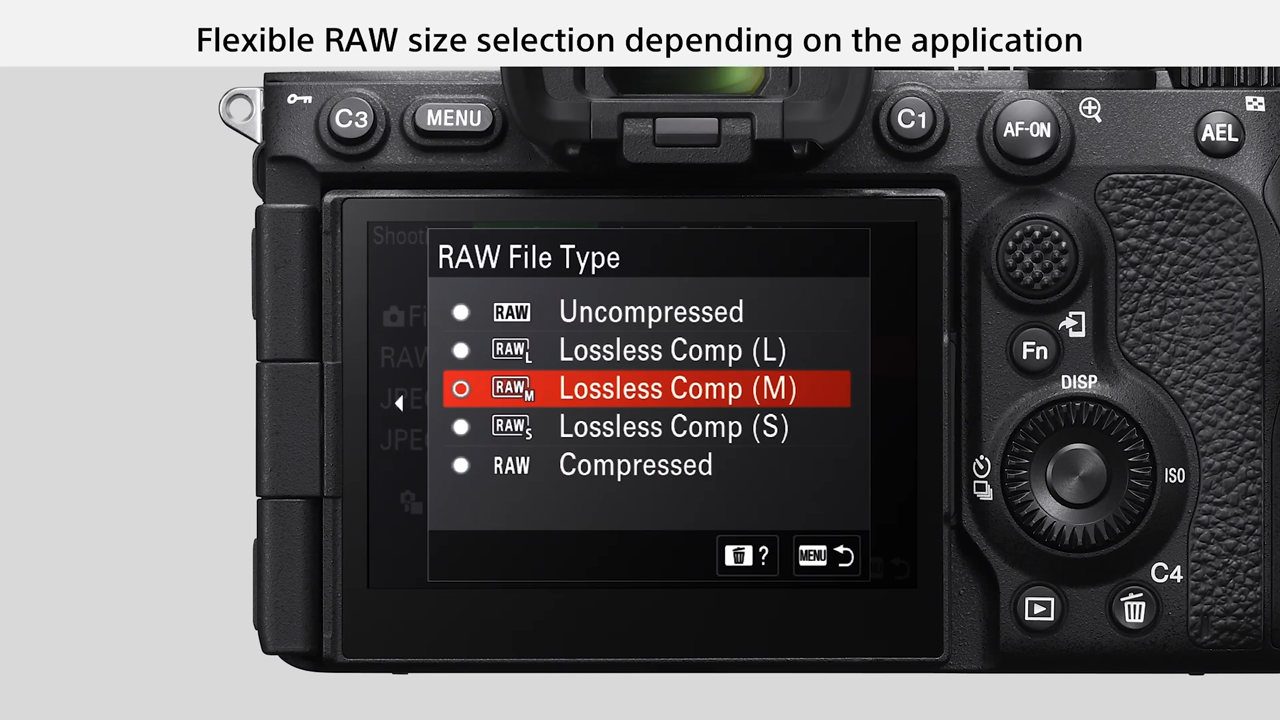 Flexible RAW size selection depending on the application
C3
MENU
C1
AF-ON
AEL
RAW File Type
RAW Uncompressed
RAW L Lossless Comp (L)
RAW M Lossless Comp (M)
RAW S Lossless Comp (S)
RAW Compressed
RAW
?
MENU
Fn
DISP
ISO
C4